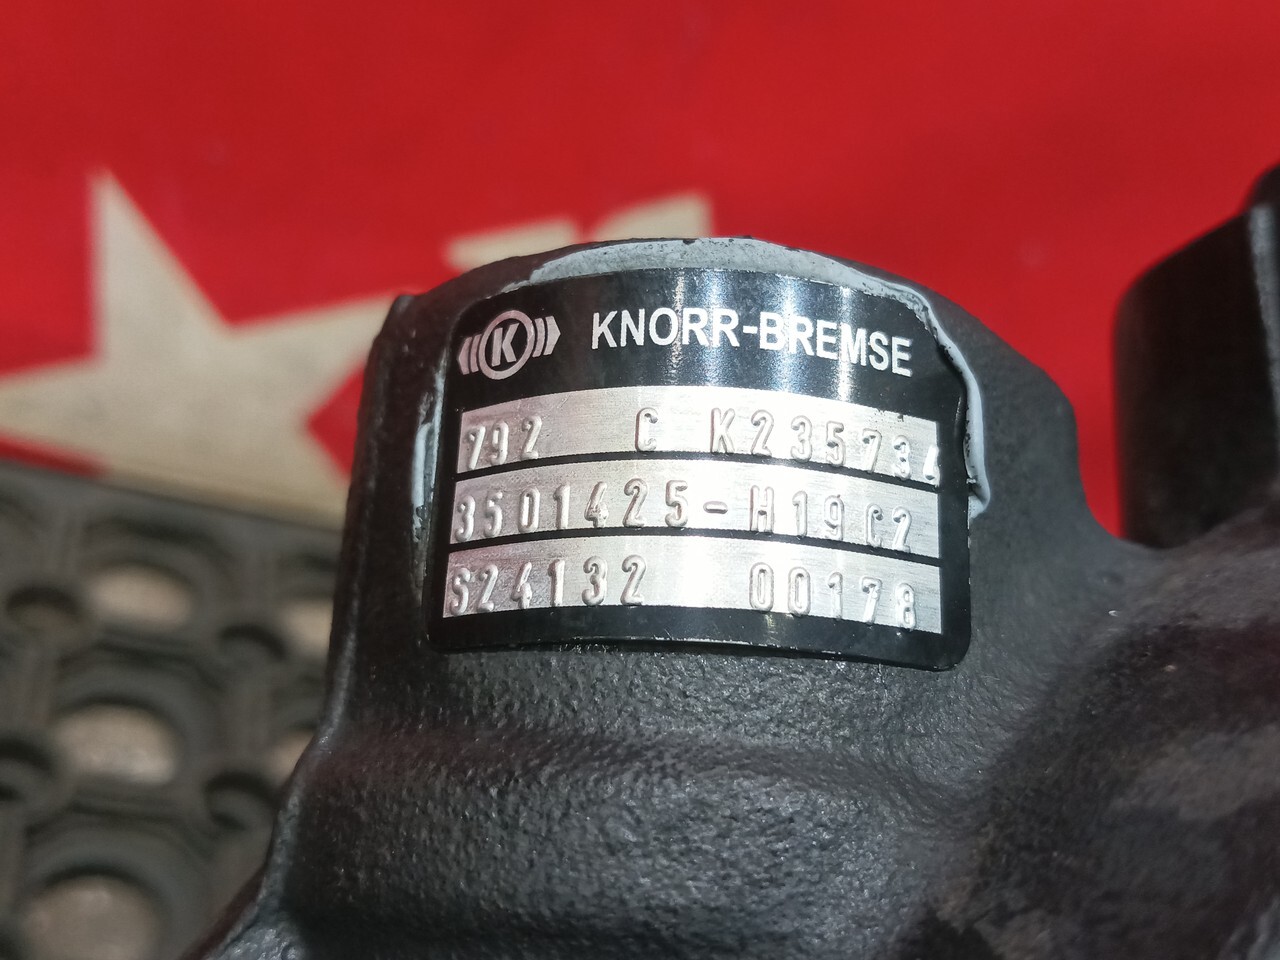 K KNORR-BREMSE
792 C K235734
3501425-H19C2
S24132 00178